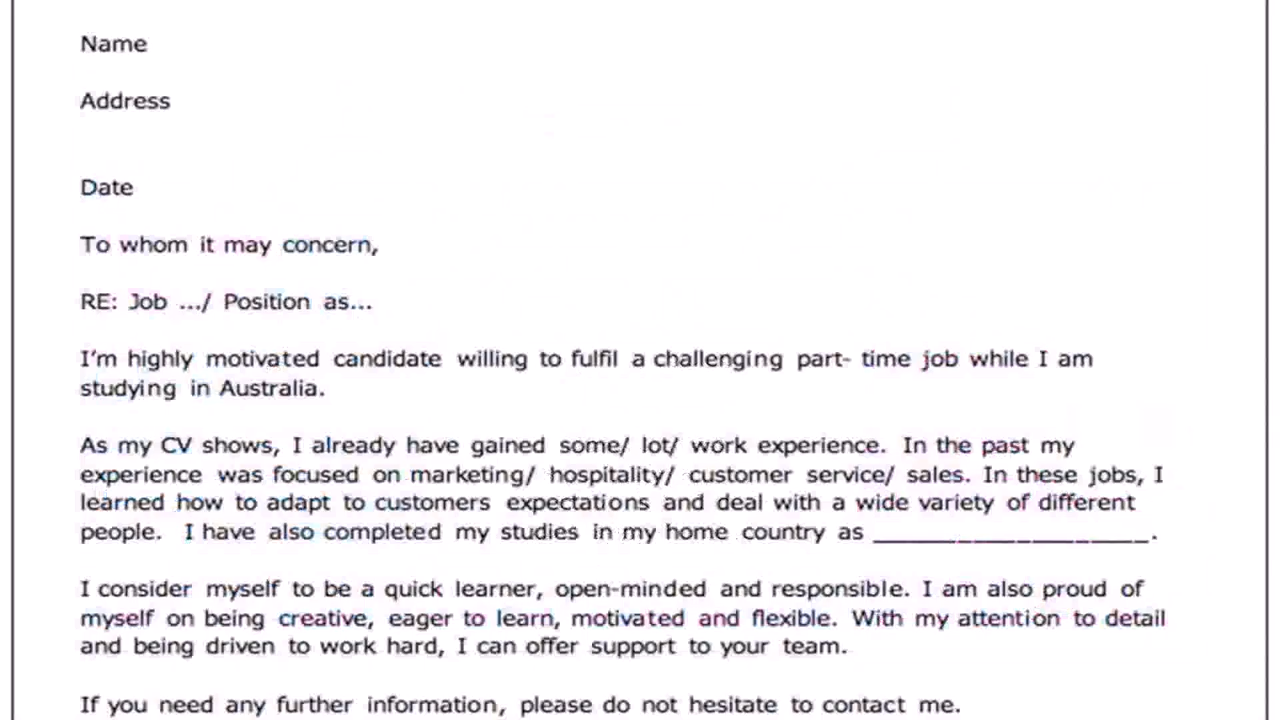 Name
Address
Date
To whom it may concern,
RE: Job .../ Position as...
I'm highly motivated candidate willing to fulfil a challenging part- time job while I am
studying in Australia.
As my CV shows, I already have gained some/ lot/ work experience. In the past my
experience was focused on marketing/ hospitality/ customer service/ sales. In these jobs, I
learned how to adapt to customers expectations and deal with a wide variety of different
people. I have also completed my studies in my home country as ____________________.
I consider myself to be a quick learner, open-minded and responsible. I am also proud of
myself on being creative, eager to learn, motivated and flexible. With my attention to detail
and being driven to work hard, I can offer support to your team.
If you need any further information, please do not hesitate to contact me.